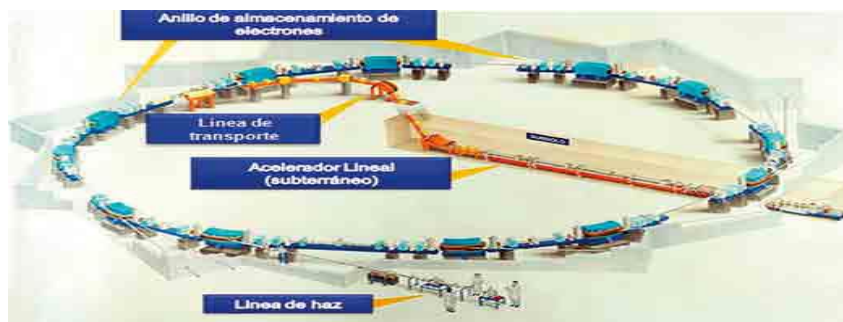 Anillo de almacenamiento de
electrones
Línea de
transporte
Acelerador Lineal
(subterráneo)
Línea de haz